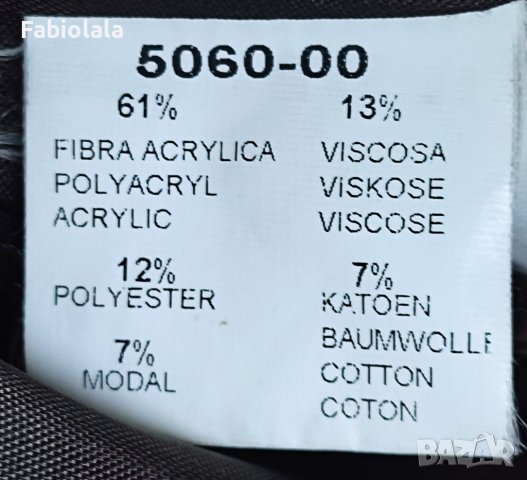 Fabiolala
5060-00
61%
FIBRA ACRYLICA
POLYACRYL
ACRYLIC
12%
POLYESTER
7%
MODAL
13%
VISCOSA
VISKOSE
VISCOSE
7%
KATOEN
BAUMWOLLE
COTTON
COTON
BAZAR